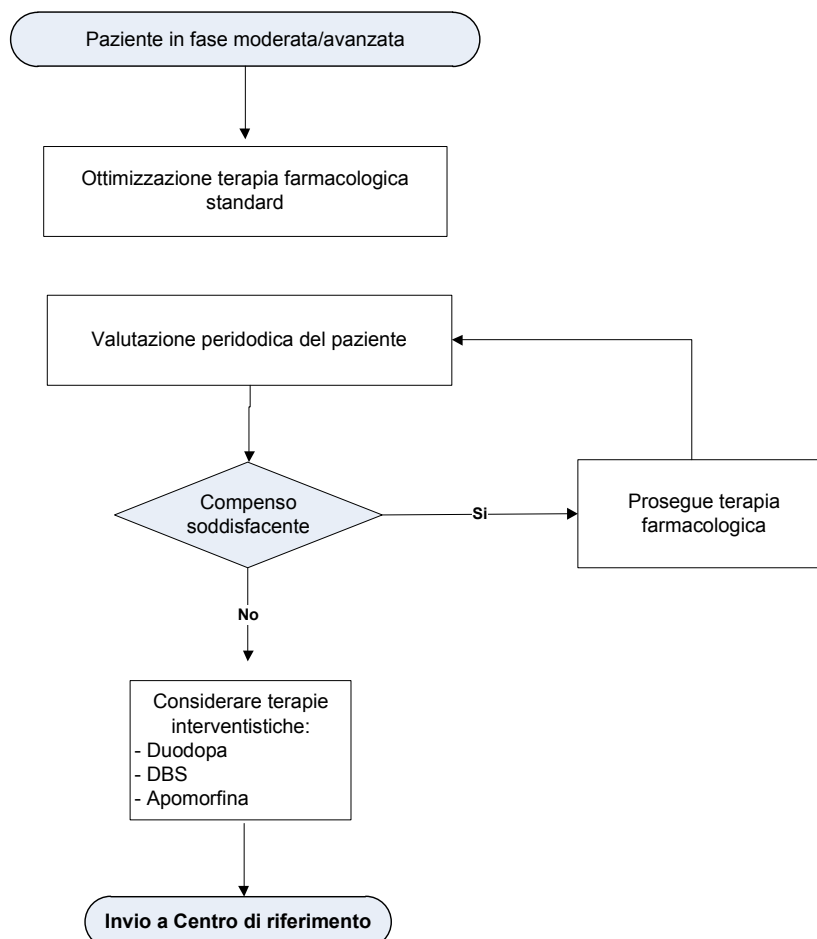 Paziente in fase moderata/avanzata
Ottimizzazione terapia farmacologica
standard
Valutazione peridodica del paziente
Compenso
soddisfacente
Si
Prosegue terapia
farmacologica
No
Considerare terapie
interventistiche:
- Duodopa
- DBS
- Apomorfina
Invio a Centro di riferimento